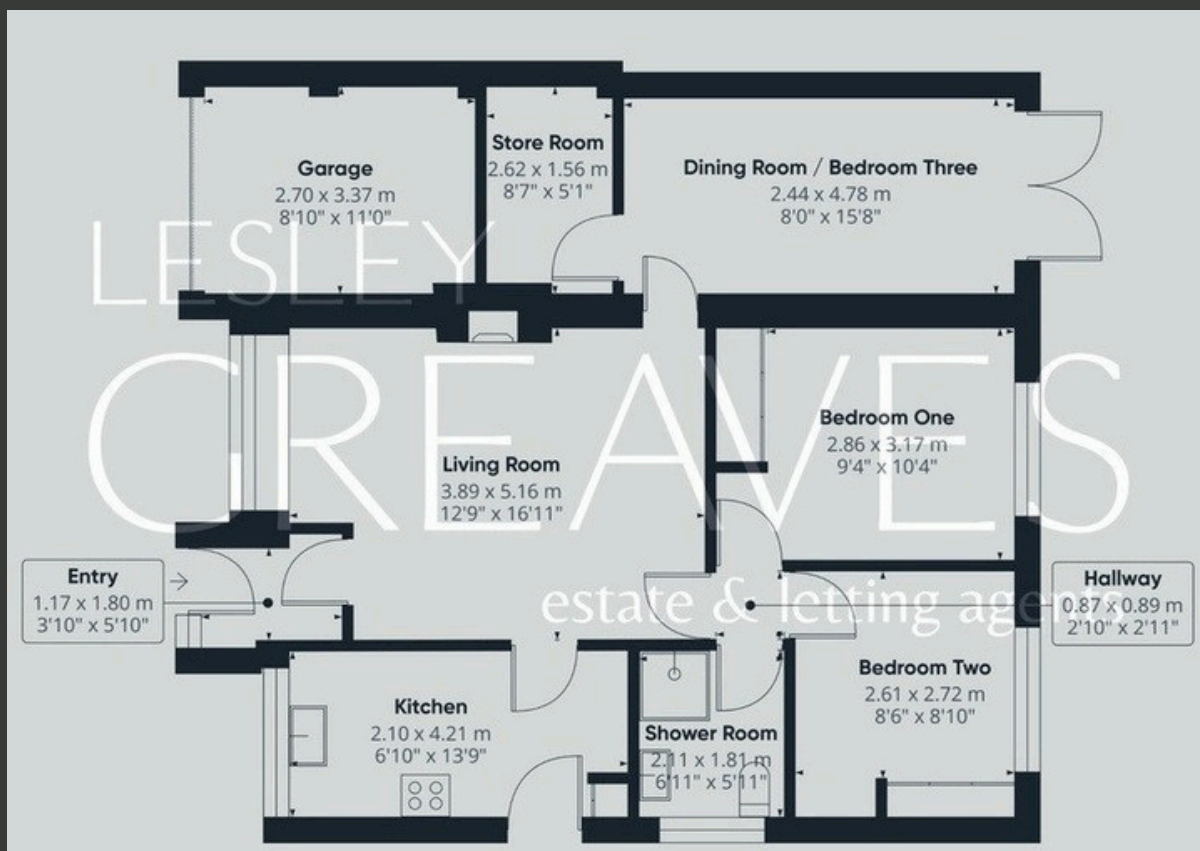 Garage
2.70 x 3.37 m
8'10" x 11'0"
Store Room
2.62 x 1.56 m
8'7" x 5'1"
Dining Room / Bedroom Three
2.44 x 4.78 m
8'0" x 15'8"
LESLEY
GREAVES
estate & letting agents
Living Room
3.89 x 5.16 m
12'9" x 16'11"
Bedroom One
2.86 x 3.17 m
9'4" x 10'4"
Entry
1.17 x 1.80 m
3'10" x 5'10"
Hallway
0.87 x 0.89 m
2'10" x 2'11"
Bedroom Two
2.61 x 2.72 m
8'6" x 8'10"
Kitchen
2.10 x 4.21 m
6'10" x 13'9"
Shower Room
2.11 x 1.81 m
6'11" x 5'11"